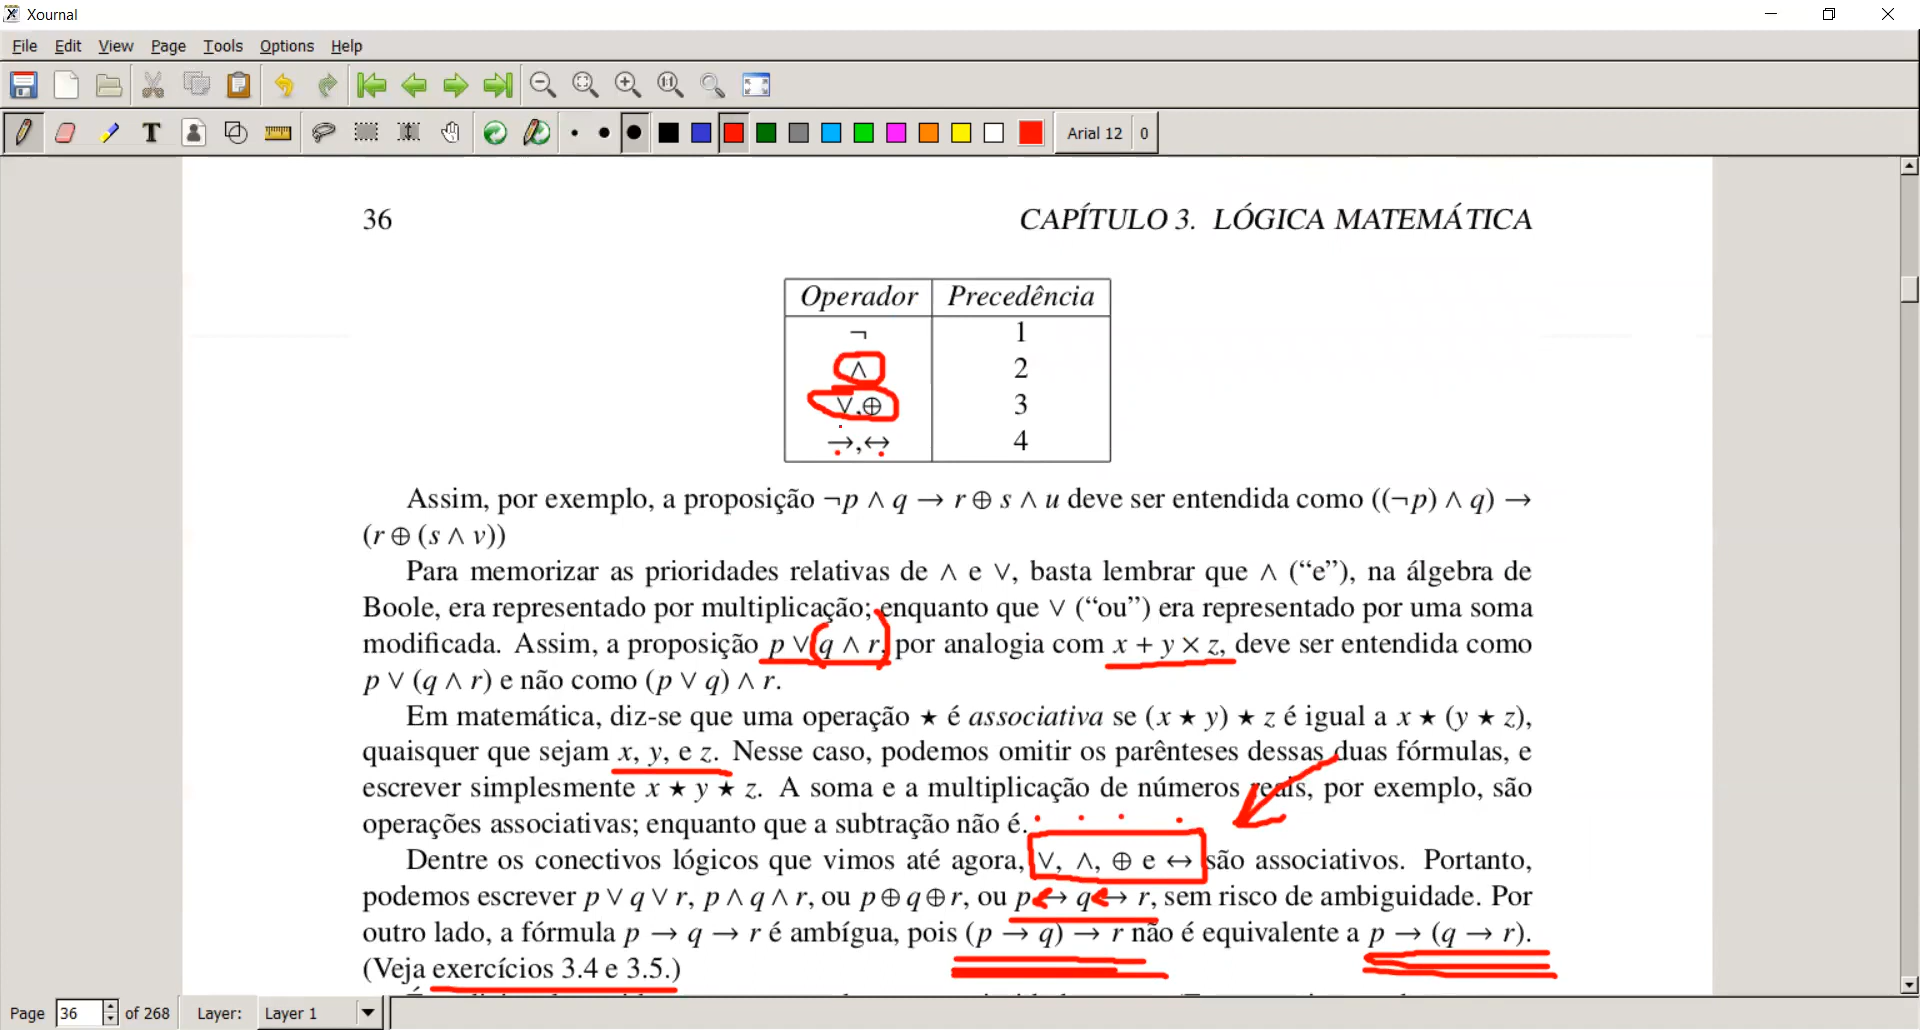 Xournal
File Edit View Page Tools Options Help
Arial 12 0
36 CAPÍTULO 3. LÓGICA MATEMÁTICA
Operador Precedência
¬ 1
∧ 2
∨,⊕ 3
→,↔ 4
Assim, por exemplo, a proposição ¬p ∧ q → r ⊕ s ∧ u deve ser entendida como ((¬p) ∧ q) →
(r ⊕ (s ∧ v))
Para memorizar as prioridades relativas de ∧ e ∨, basta lembrar que ∧ (“e”), na álgebra de
Boole, era representado por multiplicação; enquanto que ∨ (“ou”) era representado por uma soma
modificada. Assim, a proposição p ∨ q ∧ r, por analogia com x + y × z, deve ser entendida como
p ∨ (q ∧ r) e não como (p ∨ q) ∧ r.
Em matemática, diz-se que uma operação ⋆ é associativa se (x ⋆ y) ⋆ z é igual a x ⋆ (y ⋆ z),
quaisquer que sejam x, y, e z. Nesse caso, podemos omitir os parênteses dessas duas fórmulas, e
escrever simplesmente x ⋆ y ⋆ z. A soma e a multiplicação de números reais, por exemplo, são
operações associativas; enquanto que a subtração não é.
Dentre os conectivos lógicos que vimos até agora, ∨, ∧, ⊕ e ↔ são associativos. Portanto,
podemos escrever p ∨ q ∨ r, p ∧ q ∧ r, ou p ⊕ q ⊕ r, ou p ↔ q ↔ r, sem risco de ambiguidade. Por
outro lado, a fórmula p → q → r é ambígua, pois (p → q) → r não é equivalente a p → (q → r).
(Veja exercícios 3.4 e 3.5.)
Page 36 of 268 Layer: Layer 1